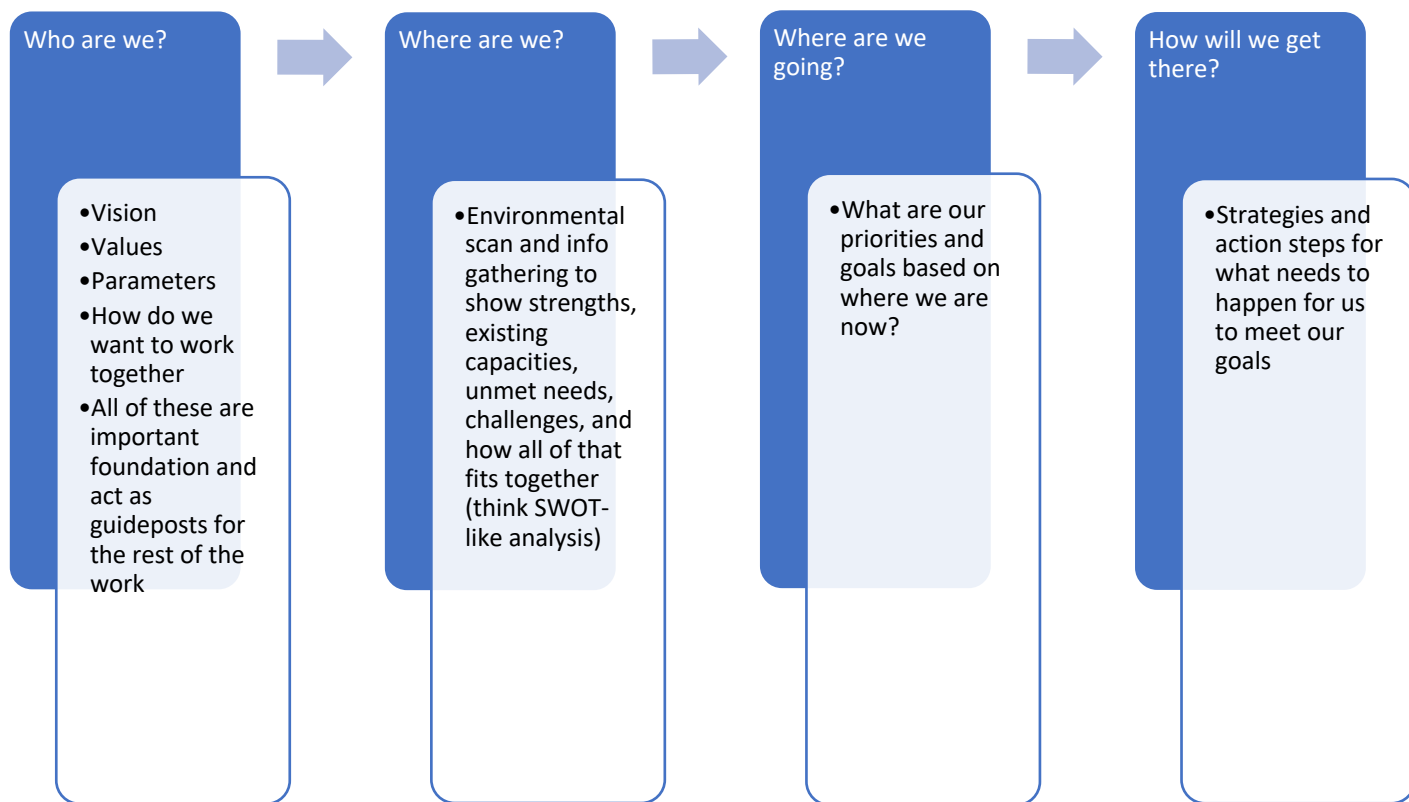 Who are we?
•Vision
•Values
•Parameters
•How do we
want to work
together
•All of these are
important
foundation and
act as
guideposts for
the rest of the
work
Where are we?
•Environmental
scan and info
gathering to
show strengths,
existing
capacities,
unmet needs,
challenges, and
how all of that
fits together
(think SWOT-
like analysis)
Where are we
going?
•What are our
priorities and
goals based on
where we are
now?
How will we get
there?
•Strategies and
action steps for
what needs to
happen for us
to meet our
goals